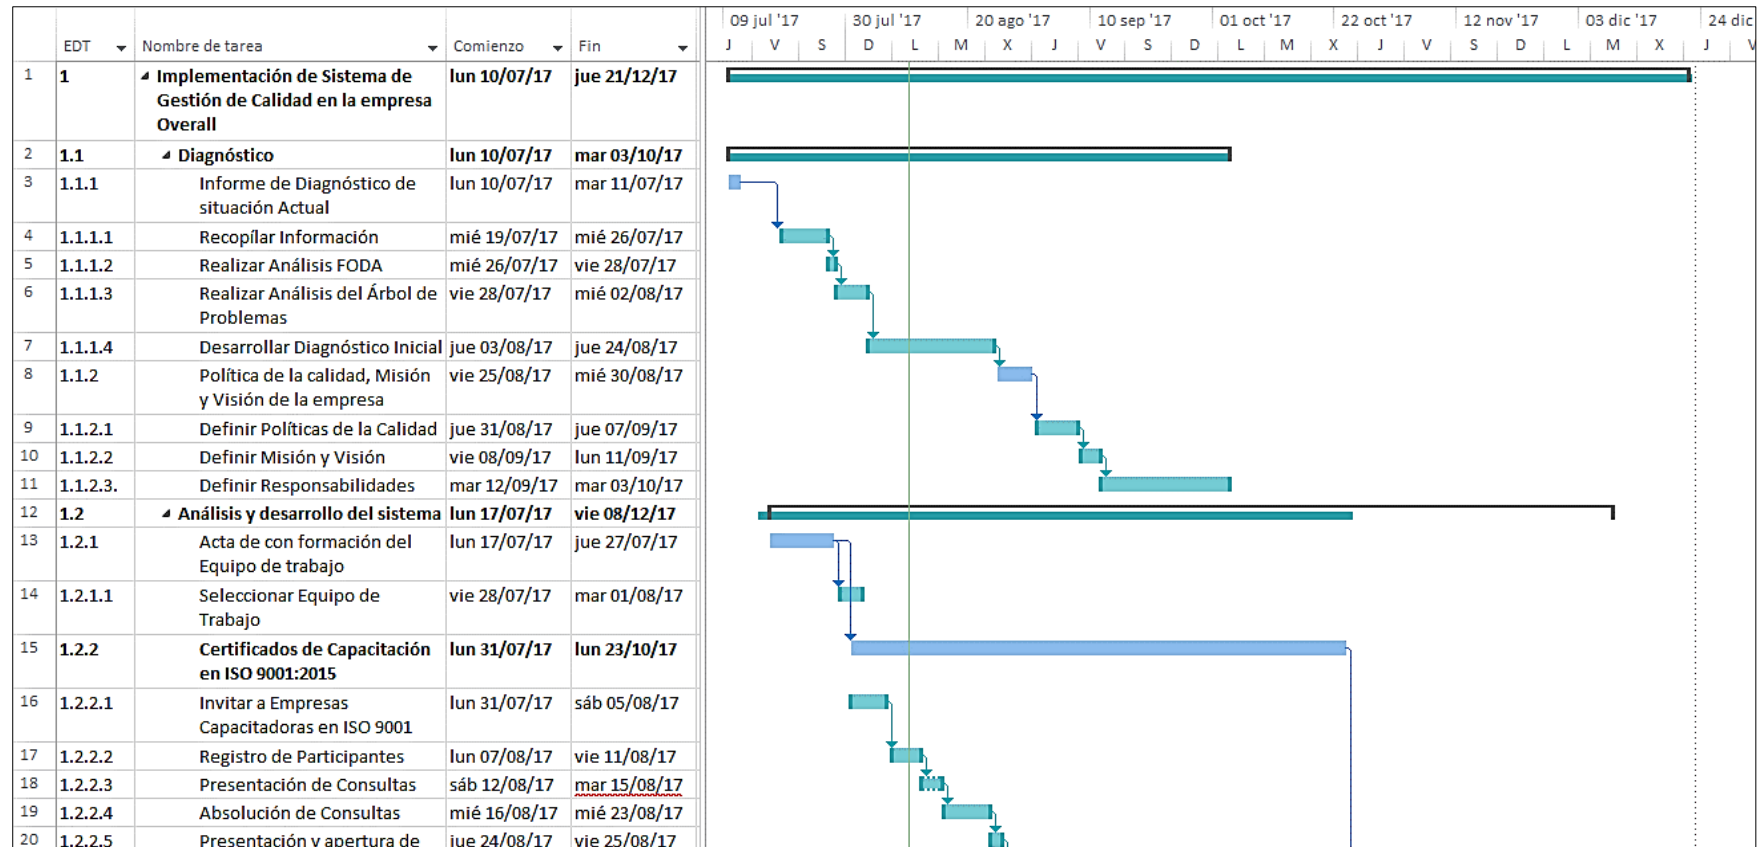 09 jul '17 30 jul '17 20 ago '17 10 sep '17 01 oct '17 22 oct '17 12 nov '17 03 dic '17 24 dic
EDT Nombre de tarea Comienzo Fin J V S D L M X J V S D L M X J V S D L M X J V
1 1 Implementación de Sistema de lun 10/07/17 jue 21/12/17
Gestión de Calidad en la empresa
Overall
2 1.1 Diagnóstico lun 10/07/17 mar 03/10/17
3 1.1.1 Informe de Diagnóstico de lun 10/07/17 mar 11/07/17
situación Actual
4 1.1.1.1 Recopílar Información mié 19/07/17 mié 26/07/17
5 1.1.1.2 Realizar Análisis FODA mié 26/07/17 vie 28/07/17
6 1.1.1.3 Realizar Análisis del Árbol de vie 28/07/17 mié 02/08/17
Problemas
7 1.1.1.4 Desarrollar Diagnóstico Inicial jue 03/08/17 jue 24/08/17
8 1.1.2 Política de la calidad, Misión vie 25/08/17 mié 30/08/17
y Visión de la empresa
9 1.1.2.1 Definir Políticas de la Calidad jue 31/08/17 jue 07/09/17
10 1.1.2.2 Definir Misión y Visión vie 08/09/17 lun 11/09/17
11 1.1.2.3. Definir Responsabilidades mar 12/09/17 mar 03/10/17
12 1.2 Análisis y desarrollo del sistema lun 17/07/17 vie 08/12/17
13 1.2.1 Acta de con formación del lun 17/07/17 jue 27/07/17
Equipo de trabajo
14 1.2.1.1 Seleccionar Equipo de vie 28/07/17 mar 01/08/17
Trabajo
15 1.2.2 Certificados de Capacitación lun 31/07/17 lun 23/10/17
en ISO 9001:2015
16 1.2.2.1 Invitar a Empresas lun 31/07/17 sáb 05/08/17
Capacitadoras en ISO 9001
17 1.2.2.2 Registro de Participantes lun 07/08/17 vie 11/08/17
18 1.2.2.3 Presentación de Consultas sáb 12/08/17 mar 15/08/17
19 1.2.2.4 Absolución de Consultas mié 16/08/17 mié 23/08/17
20 1.2.2.5 Presentación y apertura de jue 24/08/17 vie 25/08/17